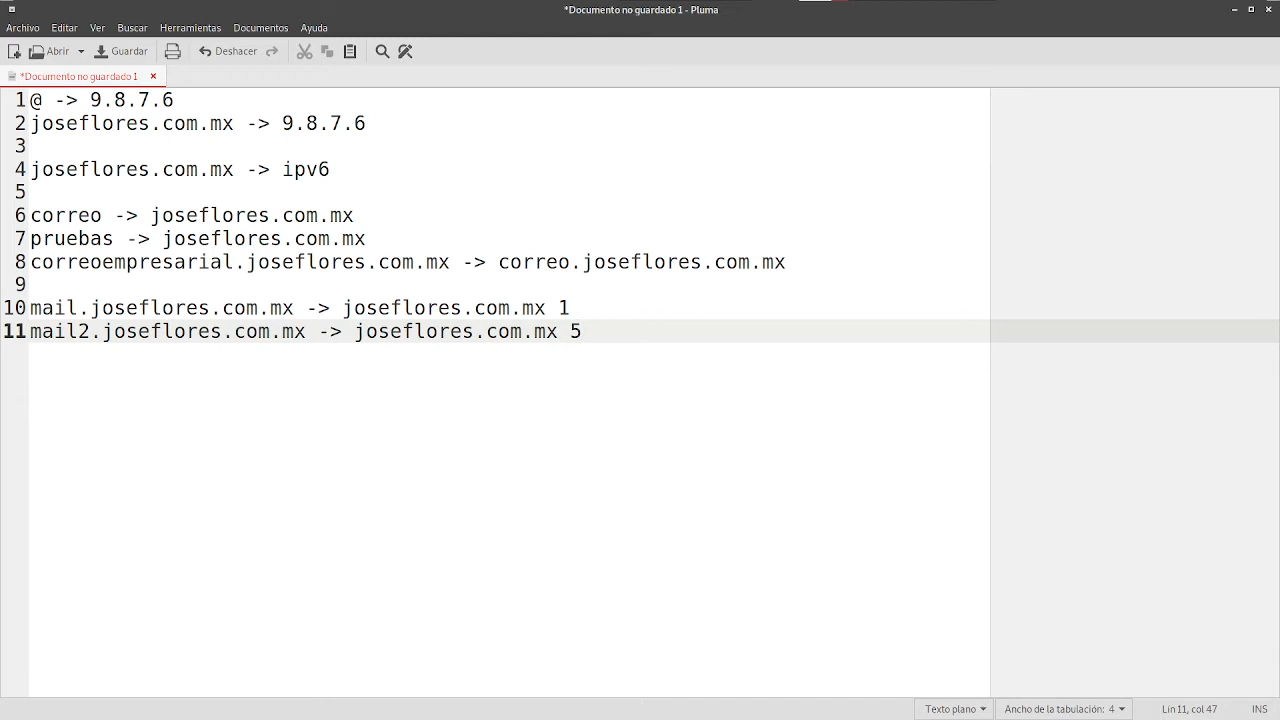 *Documento no guardado 1 - Pluma
Archivo Editar Ver Buscar Herramientas Documentos Ayuda
Abrir Guardar Deshacer
*Documento no guardado 1
1 @ -> 9.8.7.6
2 joseflores.com.mx -> 9.8.7.6
3
4 joseflores.com.mx -> ipv6
5
6 correo -> joseflores.com.mx
7 pruebas -> joseflores.com.mx
8 correoempresarial.joseflores.com.mx -> correo.joseflores.com.mx
9
10 mail.joseflores.com.mx -> joseflores.com.mx 1
11 mail2.joseflores.com.mx -> joseflores.com.mx 5
Texto plano Ancho de la tabulación: 4 Lín 11, col 47 INS